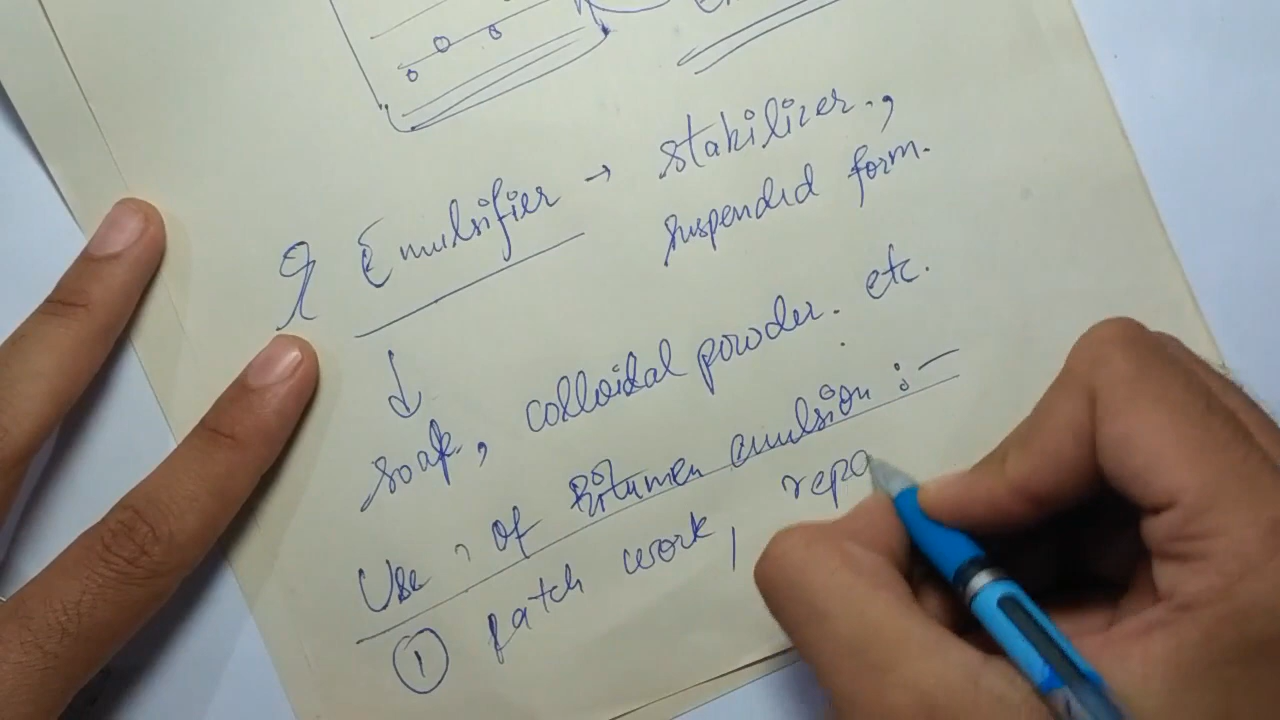 Emulsifier → stabilizer.,
suspended form.
↓
soap, colloidal powder. etc.
Use of Bitumen emulsion :-
① patch work, repa